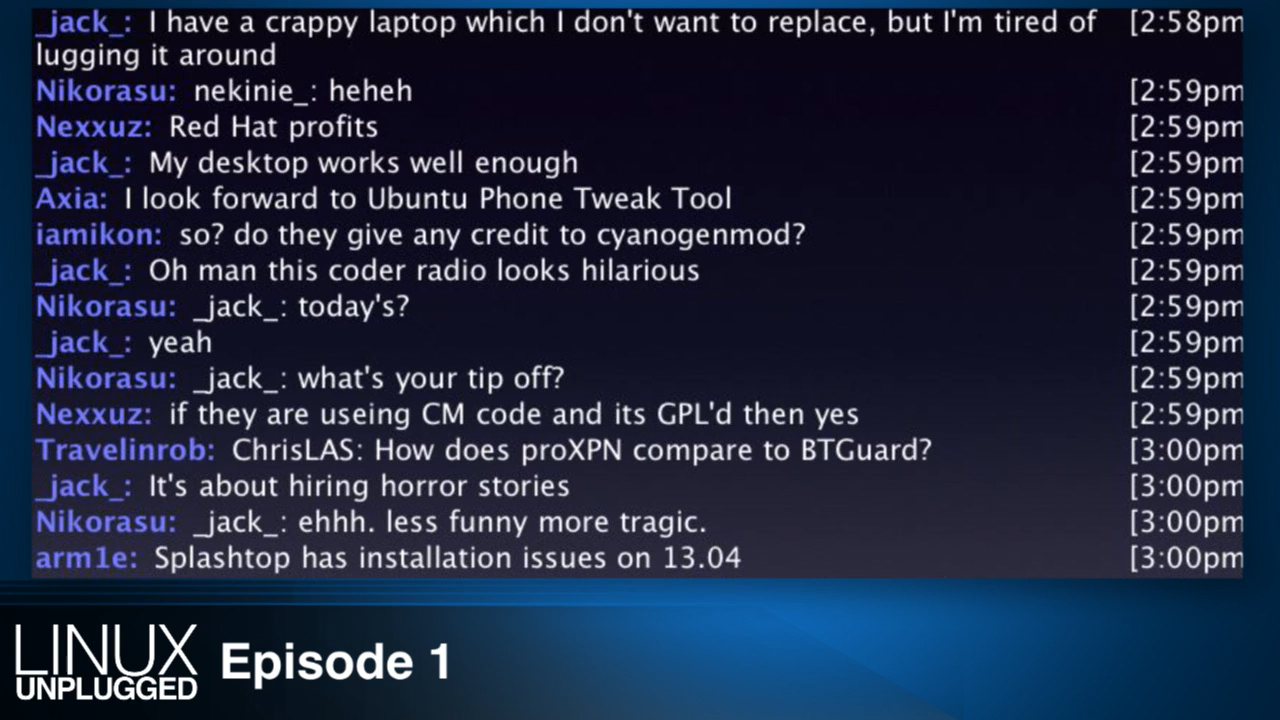 _jack_: I have a crappy laptop which I don't want to replace, but I'm tired of [2:58pm
lugging it around
Nikorasu: nekinie_: heheh [2:59pm
Nexxuz: Red Hat profits [2:59pm
_jack_: My desktop works well enough [2:59pm
Axia: I look forward to Ubuntu Phone Tweak Tool [2:59pm
iamikon: so? do they give any credit to cyanogenmod? [2:59pm
_jack_: Oh man this coder radio looks hilarious [2:59pm
Nikorasu: _jack_: today's? [2:59pm
_jack_: yeah [2:59pm
Nikorasu: _jack_: what's your tip off? [2:59pm
Nexxuz: if they are useing CM code and its GPL'd then yes [2:59pm
Travelinrob: ChrisLAS: How does proXPN compare to BTGuard? [3:00pm
_jack_: It's about hiring horror stories [3:00pm
Nikorasu: _jack_: ehhh. less funny more tragic. [3:00pm
arm1e: Splashtop has installation issues on 13.04 [3:00pm
LINUX
UNPLUGGED
Episode 1